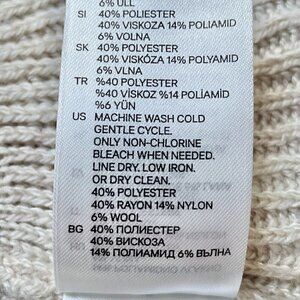 6% ULL
SI 40% POLIESTER
40% VISKOZA 14% POLIAMID
6% VOLNA
SK 40% POLYESTER
40% VISKÓZA 14% POLYAMID
6% VLNA
TR %40 POLYESTER
%40 VİSKOZ %14 POLİAMİD
%6 YÜN
US MACHINE WASH COLD
GENTLE CYCLE.
ONLY NON-CHLORINE
BLEACH WHEN NEEDED.
LINE DRY. LOW IRON.
OR DRY CLEAN.
40% POLYESTER
40% RAYON 14% NYLON
6% WOOL
BG 40% ПОЛИЕСТЕР
40% ВИСКОЗА
14% ПОЛИАМИД 6% ВЪЛНА